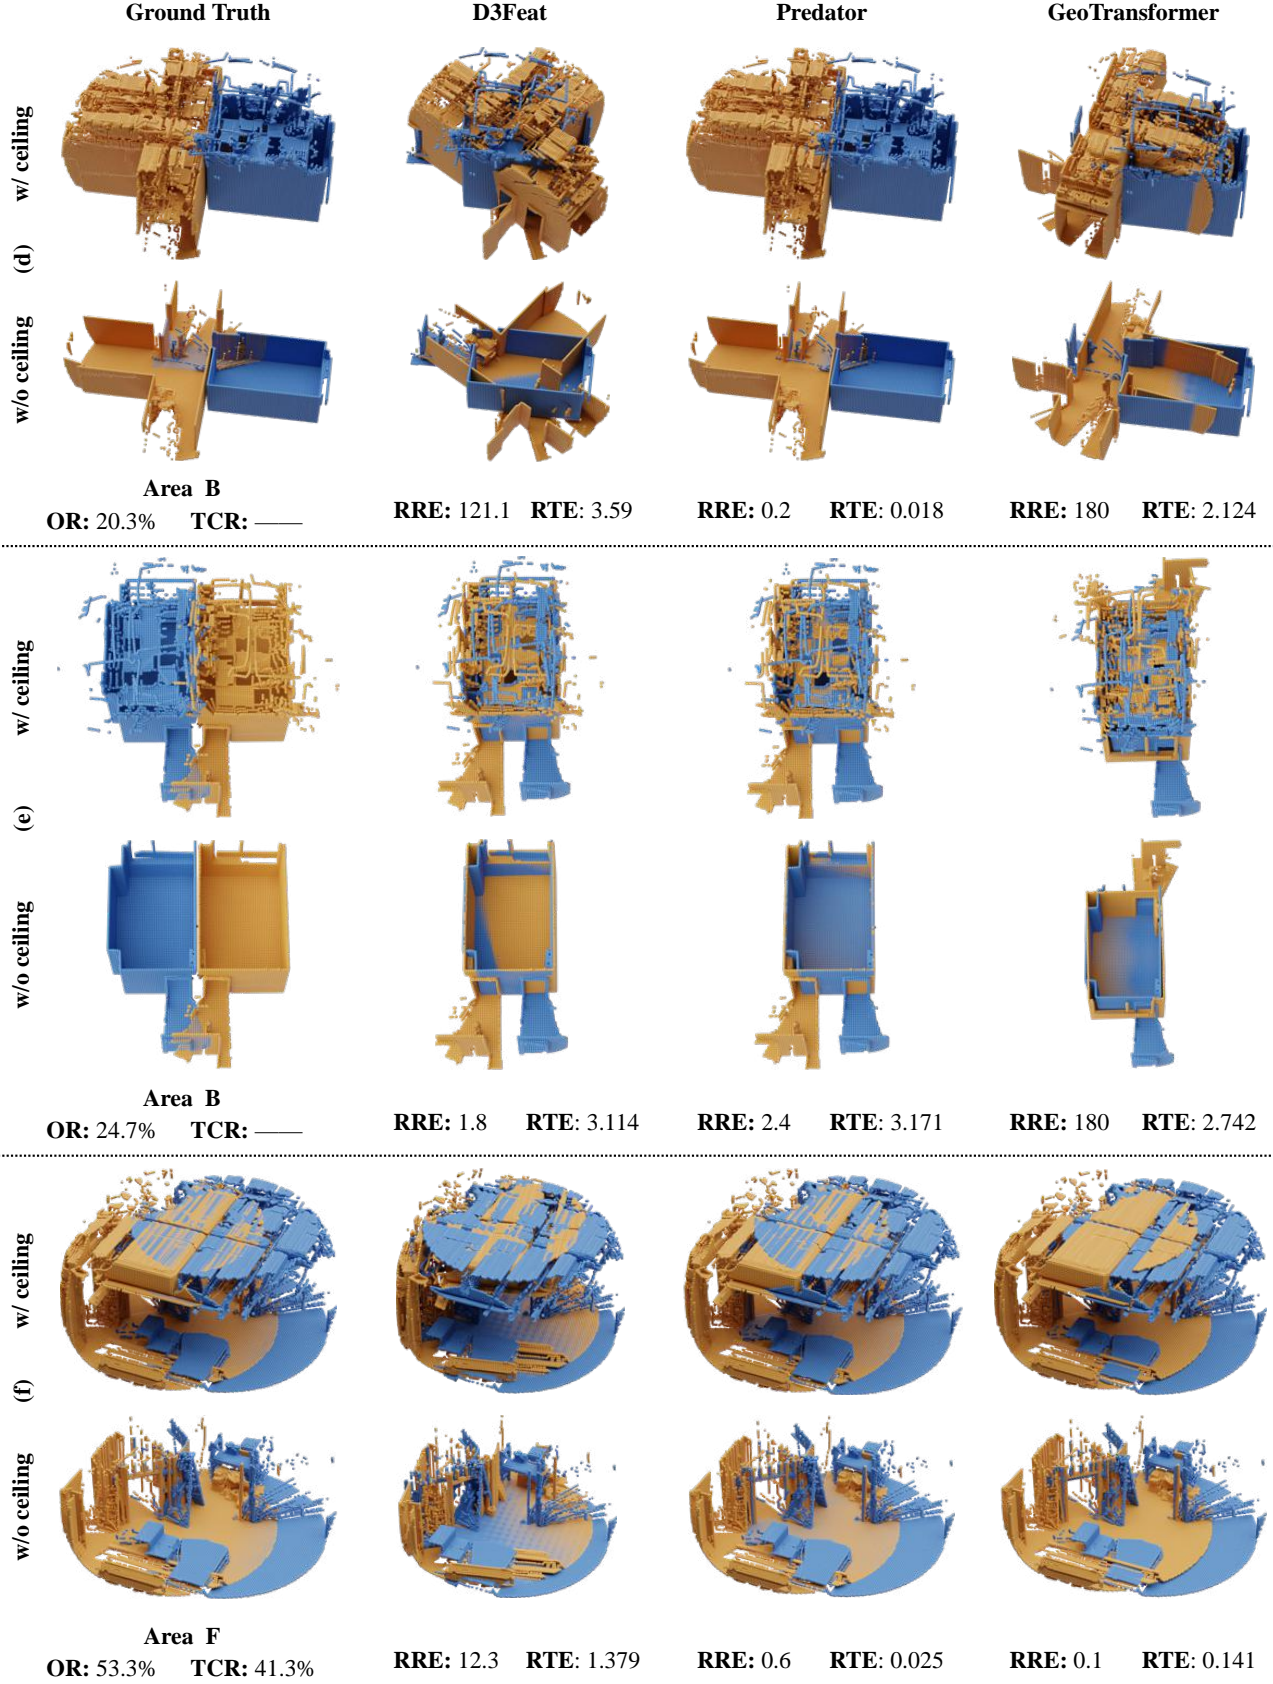 Ground Truth D3Feat Predator GeoTransformer
w/ ceiling
(d)
w/o ceiling
Area B
OR: 20.3% TCR: —— RRE: 121.1 RTE: 3.59 RRE: 0.2 RTE: 0.018 RRE: 180 RTE: 2.124
w/ ceiling
(e)
w/o ceiling
Area B
OR: 24.7% TCR: —— RRE: 1.8 RTE: 3.114 RRE: 2.4 RTE: 3.171 RRE: 180 RTE: 2.742
w/ ceiling
(f)
w/o ceiling
Area F
OR: 53.3% TCR: 41.3% RRE: 12.3 RTE: 1.379 RRE: 0.6 RTE: 0.025 RRE: 0.1 RTE: 0.141